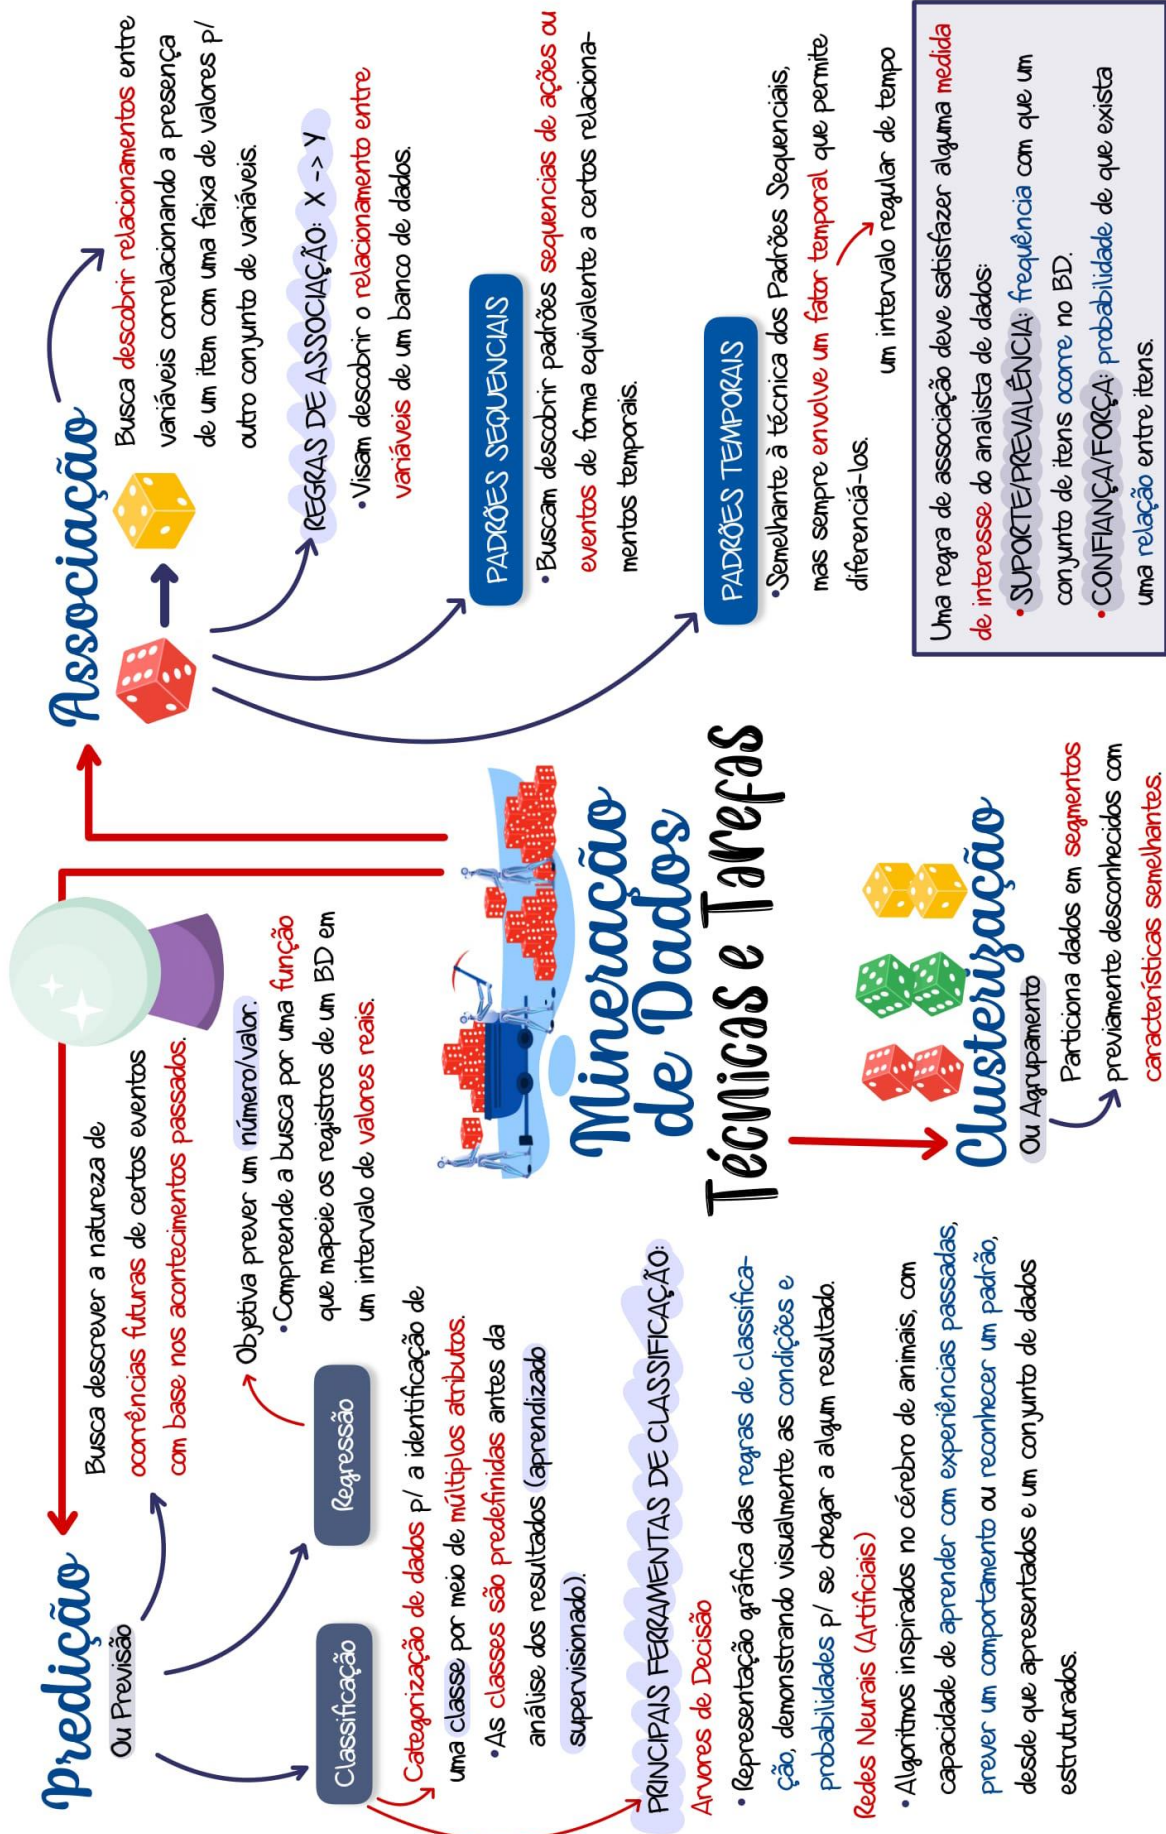 Predição
Ou Previsão
Busca descrever a natureza de
ocorrências futuras de certos eventos
com base nos acontecimentos passados.
Regressão
Objetiva prever um número/valor.
•Compreende a busca por uma função
que mapeie os registros de um BD em
um intervalo de valores reais.
Classificação
Categorização de dados p/ a identificação de
uma classe por meio de múltiplos atributos.
•As classes são predefinidas antes da
análise dos resultados (aprendizado
supervisionado).
PRINCIPAIS FERRAMENTAS DE CLASSIFICAÇÃO:
Arvores de Decisão
•Representação gráfica das regras de classifica-
ção, demonstrando visualmente as condições e
probabilidades p/ se chegar a algum resultado.
Redes Neurais (Artificiais)
•Algoritmos inspirados no cérebro de animais, com
capacidade de aprender com experiências passadas,
prever um comportamento ou reconhecer um padrão,
desde que apresentados e um conjunto de dados
estruturados.
Mineração
de Dados
Técnicas e Tarefas
Clusterização
Ou Agrupamento
Particiona dados em segmentos
previamente desconhecidos com
características semelhantes.
Associação
Busca descobrir relacionamentos entre
variáveis correlacionando a presença
de um item com uma faixa de valores p/
outro conjunto de variáveis.
REGRAS DE ASSOCIAÇÃO: X -> Y
•Visam descobrir o relacionamento entre
variáveis de um banco de dados.
PADRÕES SEQUENCIAIS
•Buscam descobrir padrões sequencias de ações ou
eventos de forma equivalente a certos relaciona-
mentos temporais.
PADRÕES TEMPORAIS
•Semelhante à técnica dos Padrões Sequenciais,
mas sempre envolve um fator temporal que permite
diferenciá-los.
um intervalo regular de tempo
Uma regra de associação deve satisfazer alguma medida
de interesse do analista de dados:
•SUPORTE/PREVALÊNCIA: frequência com que um
conjunto de itens ocorre no BD.
•CONFIANÇA/FORÇA: probabilidade de que exista
uma relação entre itens.